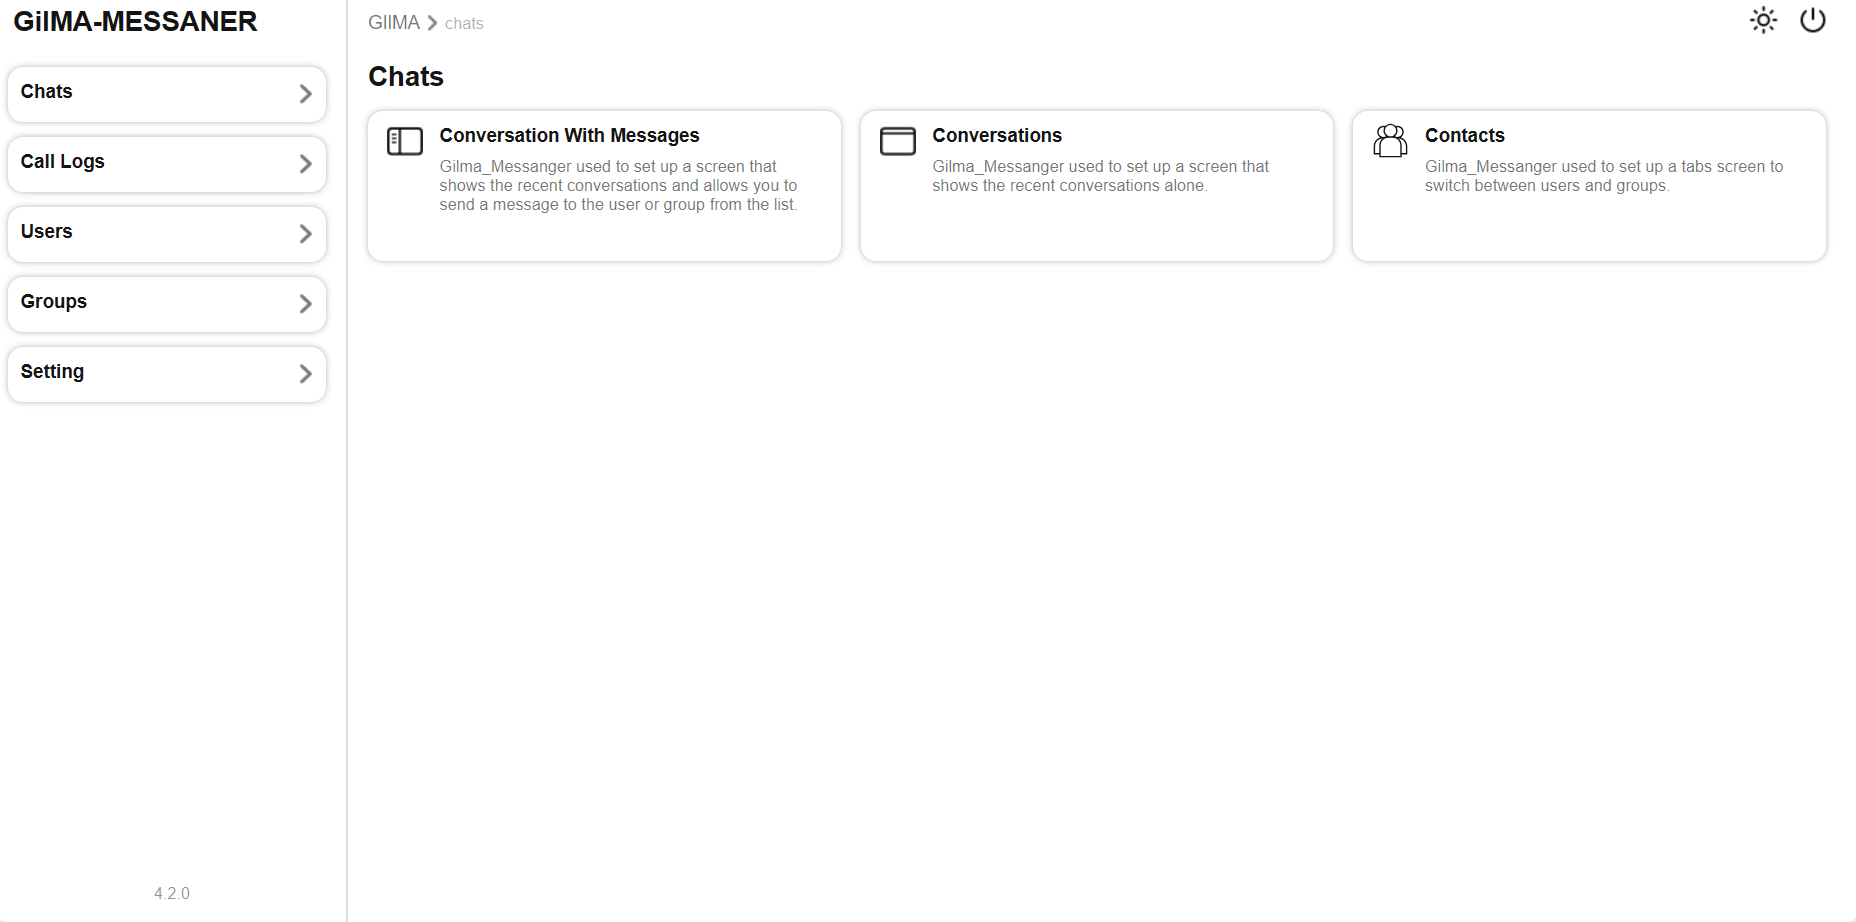 GilMA-MESSANER
Chats
Call Logs
Users
Groups
Setting
4.2.0
GIIMA
chats
Chats
Conversation With Messages
Gilma_Messanger used to set up a screen that
shows the recent conversations and allows you to
send a message to the user or group from the list.
Conversations
Gilma_Messanger used to set up a screen that
shows the recent conversations alone.
Contacts
Gilma_Messanger used to set up a tabs screen to
switch between users and groups.